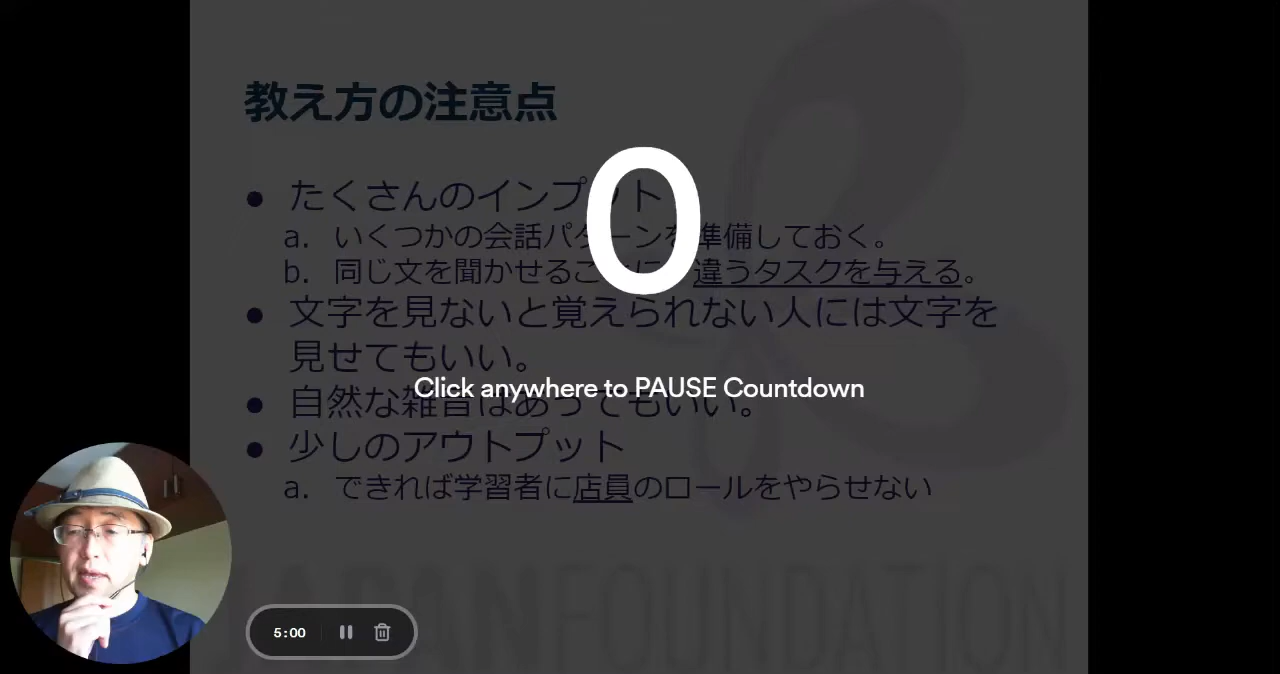 教え方の注意点
● たくさんのインプット
a. いくつかの会話パターンを準備しておく。
b. 同じ文を聞かせるごとに、違うタスクを与える。
● 文字を見ないと覚えられない人には文字を
見せてもいい。
● 自然な雑音はあってもいい。
● 少しのアウトプット
a. できれば学習者に店員のロールをやらせない
0
Click anywhere to PAUSE Countdown
5:00
JAPAN FOUNDATION